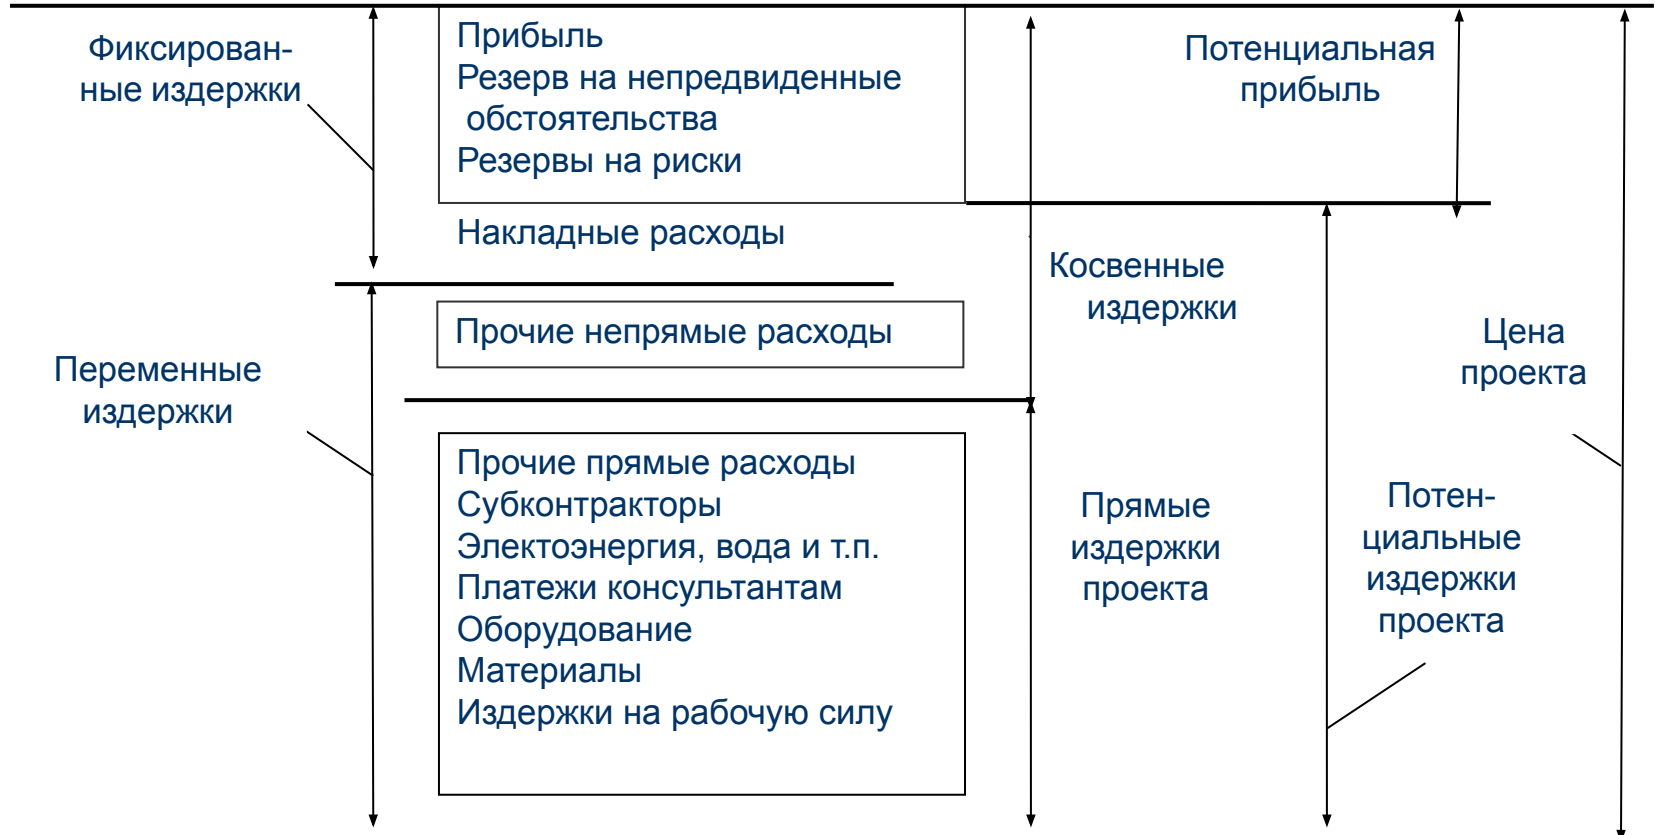 Фиксирован-
ные издержки
Прибыль
Резерв на непредвиденные
обстоятельства
Резервы на риски
Накладные расходы
Потенциальная
прибыль
Косвенные
издержки
Прочие непрямые расходы
Переменные
издержки
Цена
проекта
Прочие прямые расходы
Субконтракторы
Электоэнергия, вода и т.п.
Платежи консультантам
Оборудование
Материалы
Издержки на рабочую силу
Прямые
издержки
проекта
Потен-
циальные
издержки
проекта